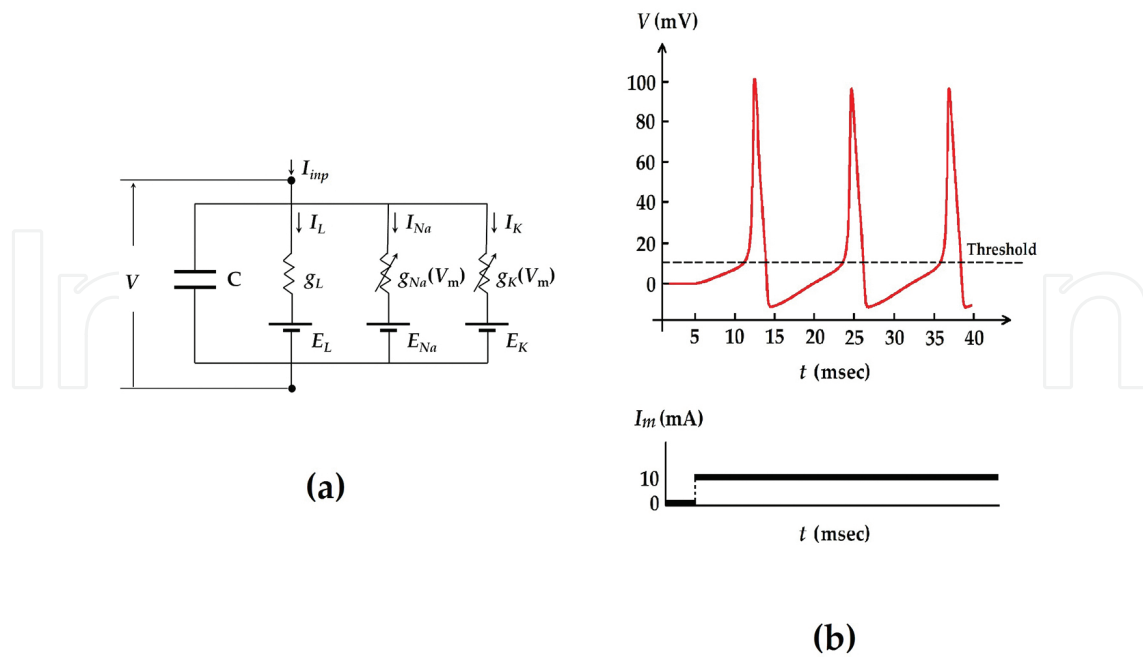 I_inp
I_L
I_Na
I_K
V
C
g_L
g_Na(V_m)
g_K(V_m)
E_L
E_Na
E_K
(a)
V (mV)
100
80
60
40
20
0
Threshold
5 10 15 20 25 30 35 40
t (msec)
I_m (mA)
10
0
t (msec)
(b)